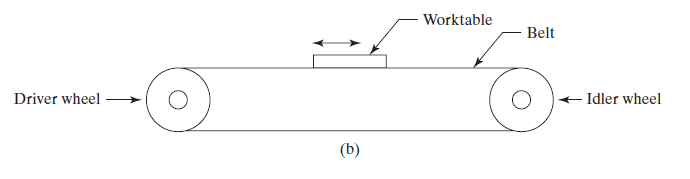 Worktable
Belt
Driver wheel
Idler wheel
(b)